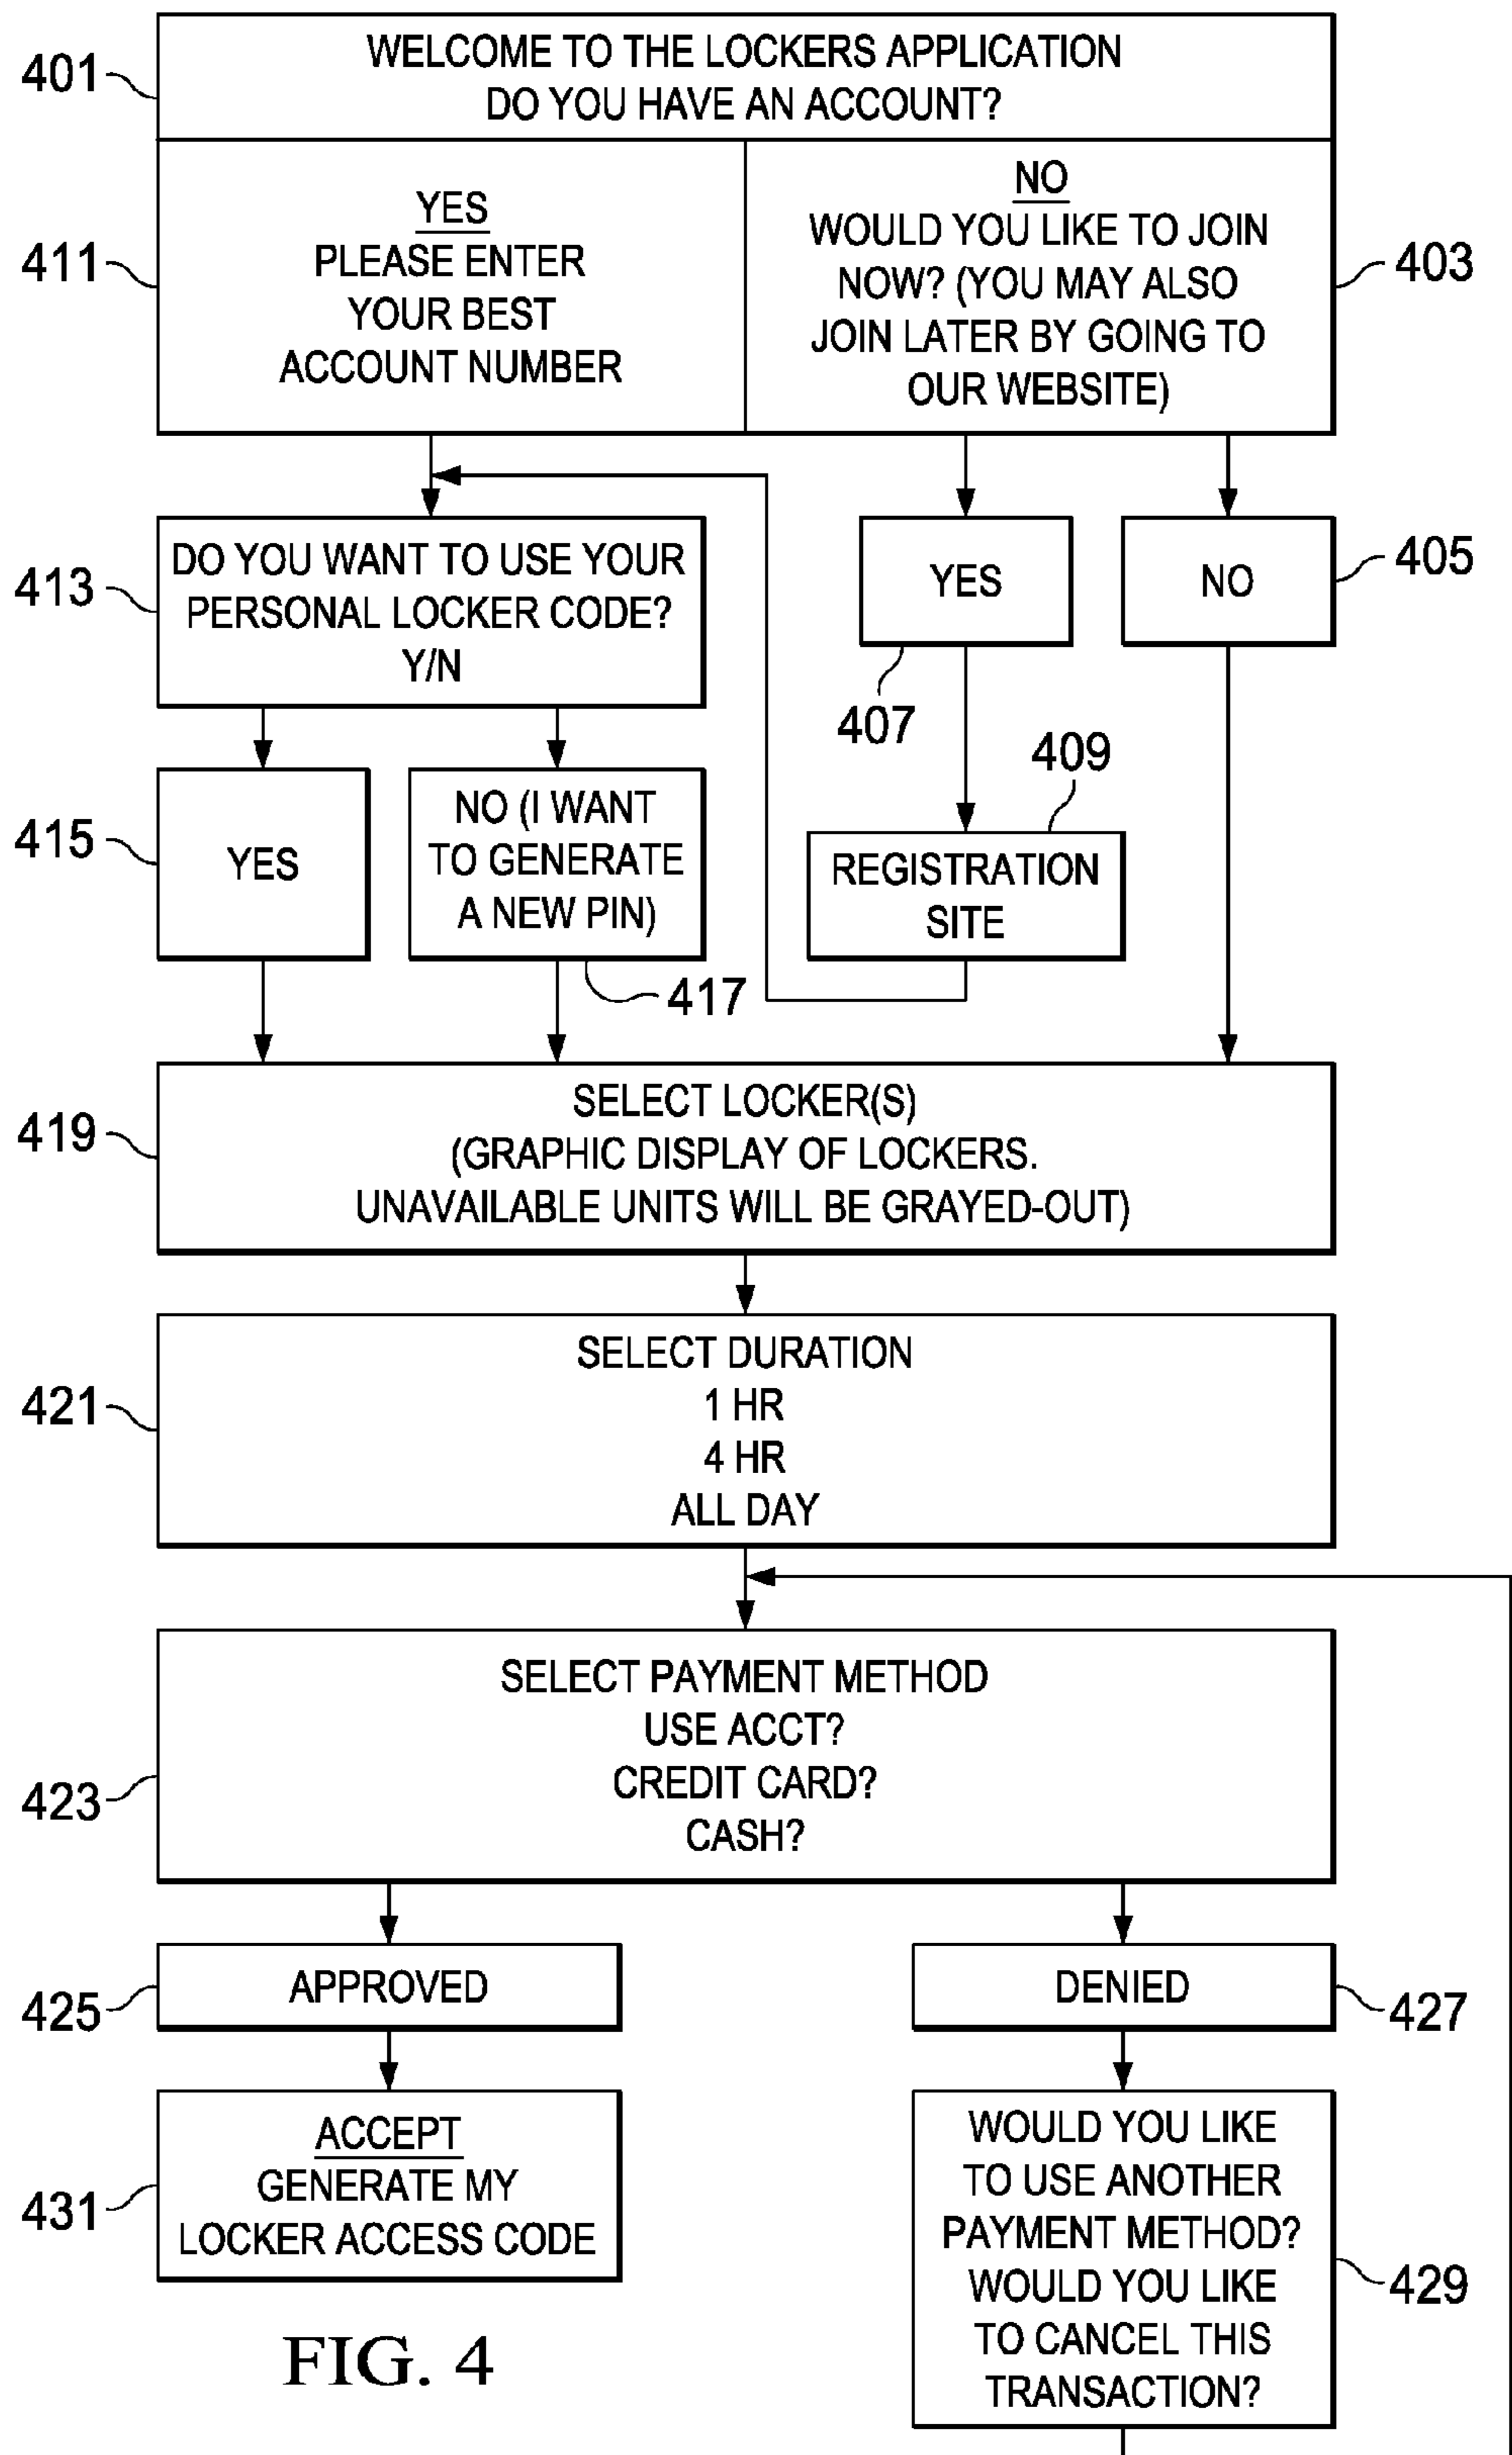 401
WELCOME TO THE LOCKERS APPLICATION
DO YOU HAVE AN ACCOUNT?
411
YES
PLEASE ENTER
YOUR BEST
ACCOUNT NUMBER
NO
WOULD YOU LIKE TO JOIN
NOW? (YOU MAY ALSO
JOIN LATER BY GOING TO
OUR WEBSITE)
403
413
DO YOU WANT TO USE YOUR
PERSONAL LOCKER CODE?
Y/N
YES
407
NO
405
415
YES
NO (I WANT
TO GENERATE
A NEW PIN)
417
409
REGISTRATION
SITE
419
SELECT LOCKER(S)
(GRAPHIC DISPLAY OF LOCKERS.
UNAVAILABLE UNITS WILL BE GRAYED-OUT)
421
SELECT DURATION
1 HR
4 HR
ALL DAY
423
SELECT PAYMENT METHOD
USE ACCT?
CREDIT CARD?
CASH?
425
APPROVED
DENIED
427
431
ACCEPT
GENERATE MY
LOCKER ACCESS CODE
WOULD YOU LIKE
TO USE ANOTHER
PAYMENT METHOD?
WOULD YOU LIKE
TO CANCEL THIS
TRANSACTION?
429
FIG. 4